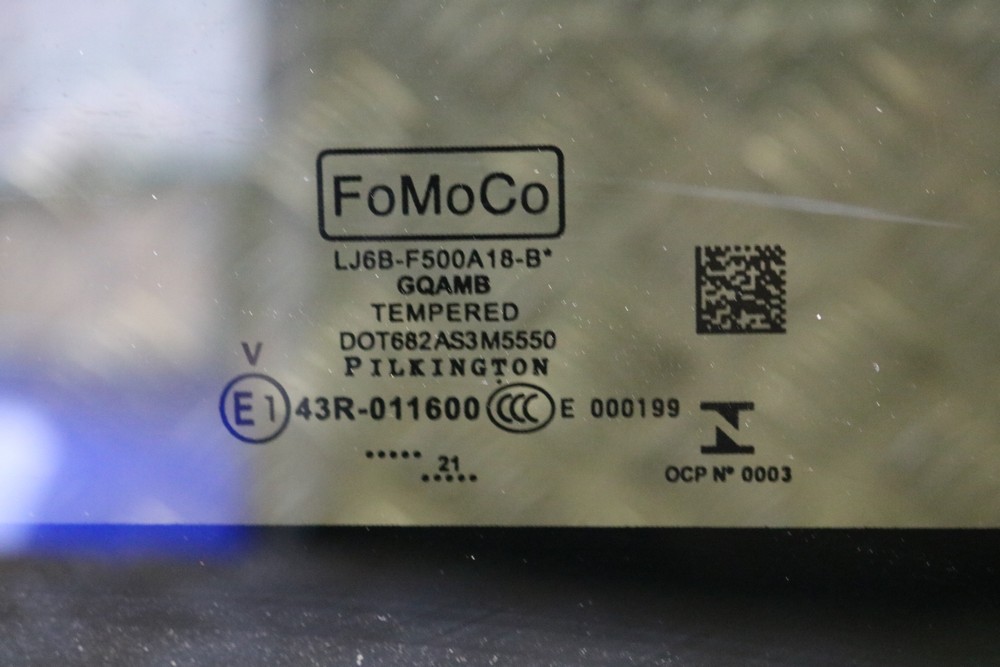 FoMoCo
LJ6B-F500A18-B*
GQAMB
TEMPERED
DOT682AS3M5550
PILKINGTON
V
E1 43R-011600 CCC E 000199
21
OCP Nº 0003